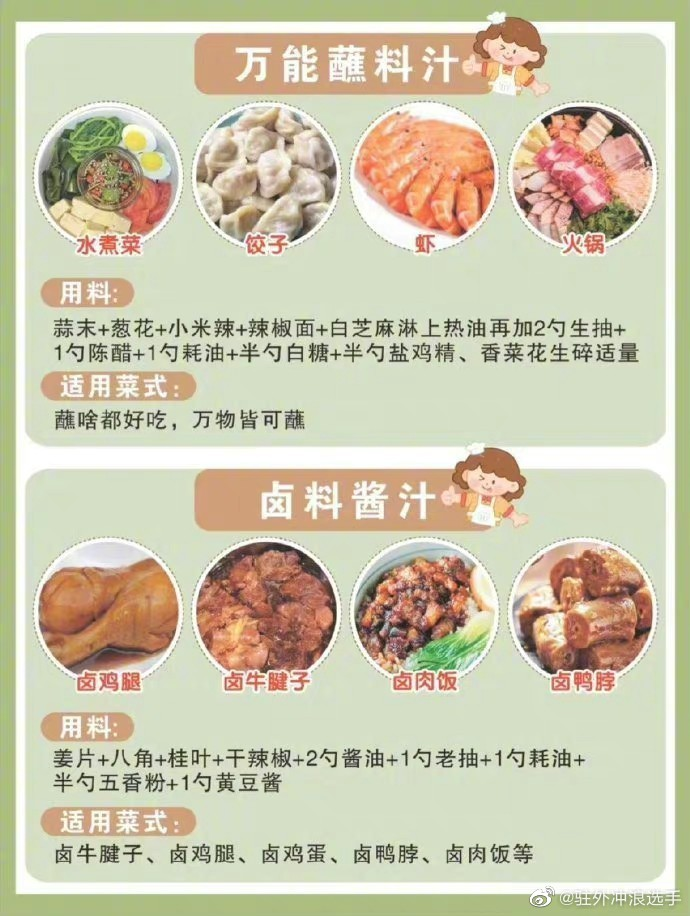 万能蘸料汁
水煮菜
饺子
虾
火锅
用料:
蒜末+葱花+小米辣+辣椒面+白芝麻淋上热油再加2勺生抽+
1勺陈醋+1勺耗油+半勺白糖+半勺盐鸡精、香菜花生碎适量
适用菜式:
蘸啥都好吃，万物皆可蘸
卤料酱汁
卤鸡腿
卤牛腱子
卤肉饭
卤鸭脖
用料:
姜片+八角+桂叶+干辣椒+2勺酱油+1勺老抽+1勺耗油+
半勺五香粉+1勺黄豆酱
适用菜式:
卤牛腱子、卤鸡腿、卤鸡蛋、卤鸭脖、卤肉饭等
@驻外冲浪选手